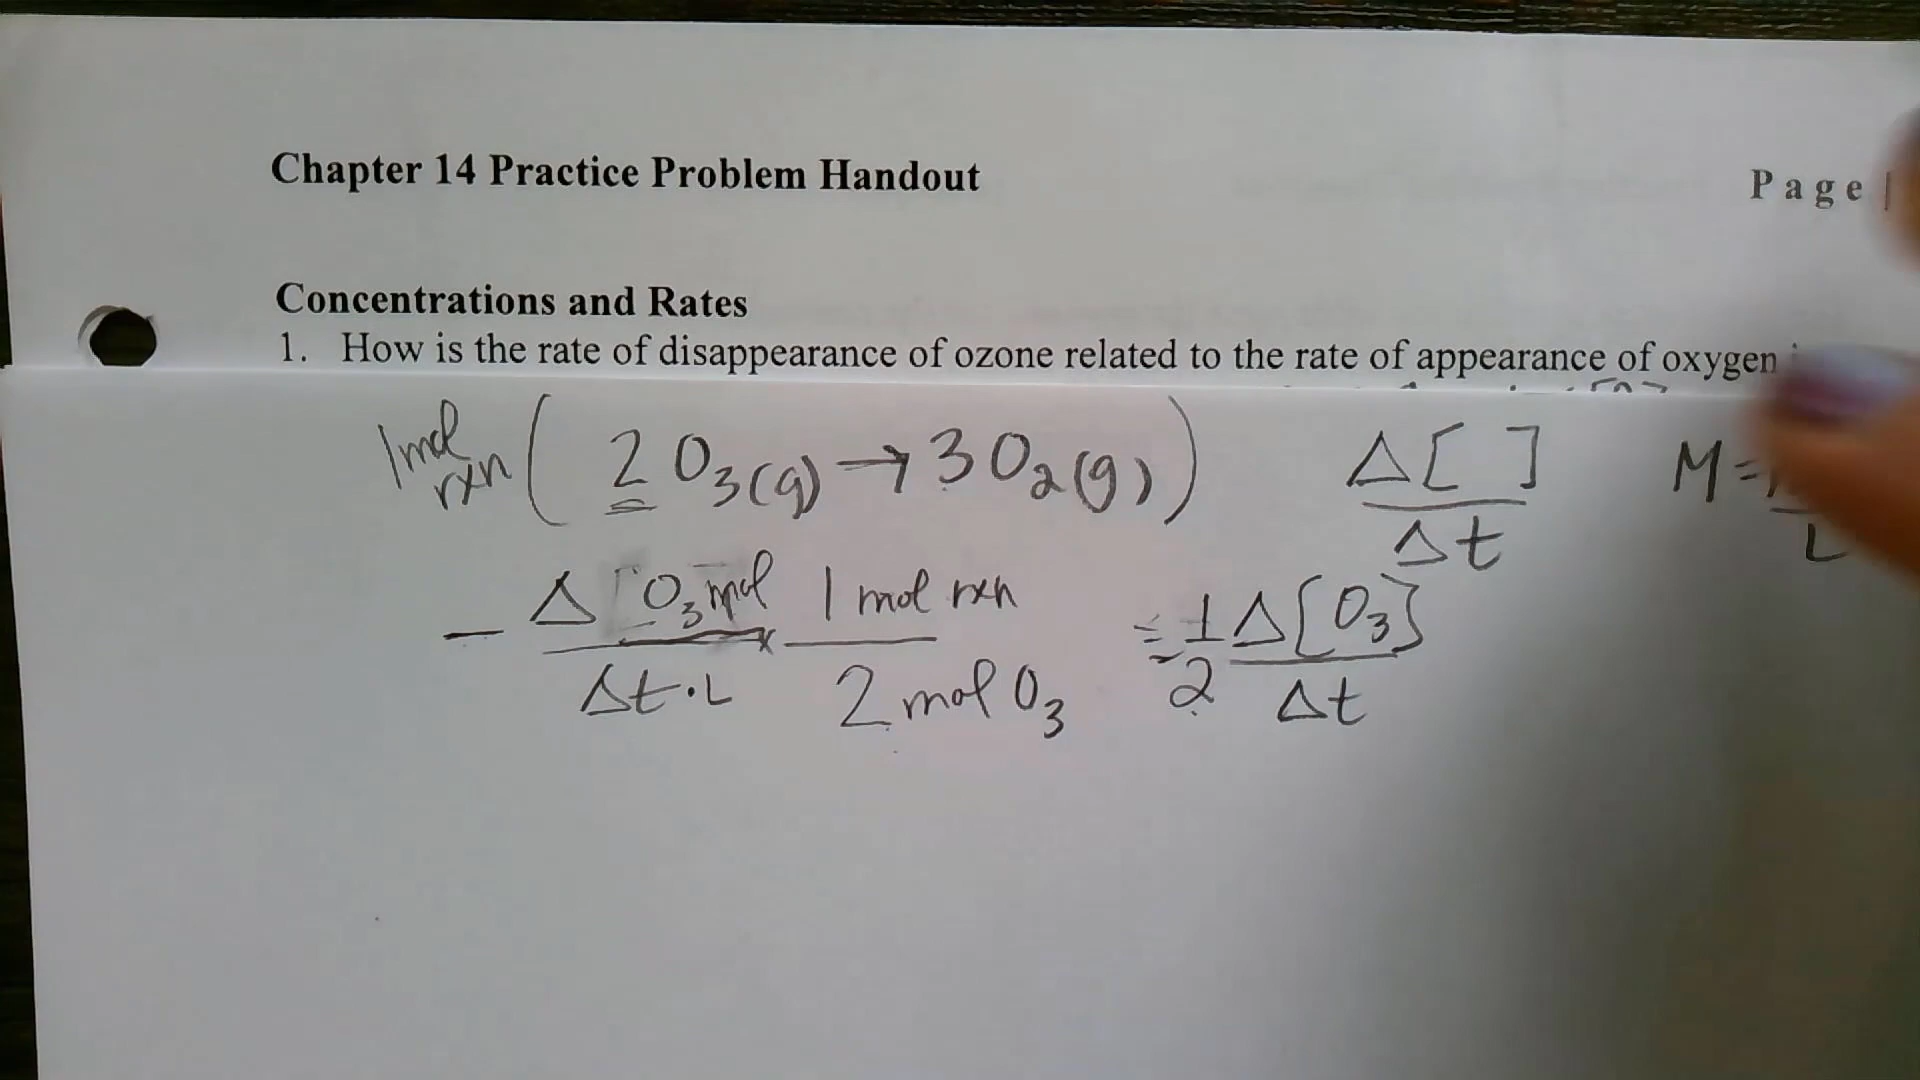 Chapter 14 Practice Problem Handout
Page |
Concentrations and Rates
1. How is the rate of disappearance of ozone related to the rate of appearance of oxygen
1 mol rxn ( 2 O₃(g) → 3 O₂(g) ) Δ[ ] / Δt M = / L
− Δ O₃ mol / Δt·L × 1 mol rxn / 2 mol O₃ = − 1/2 Δ[O₃] / Δt